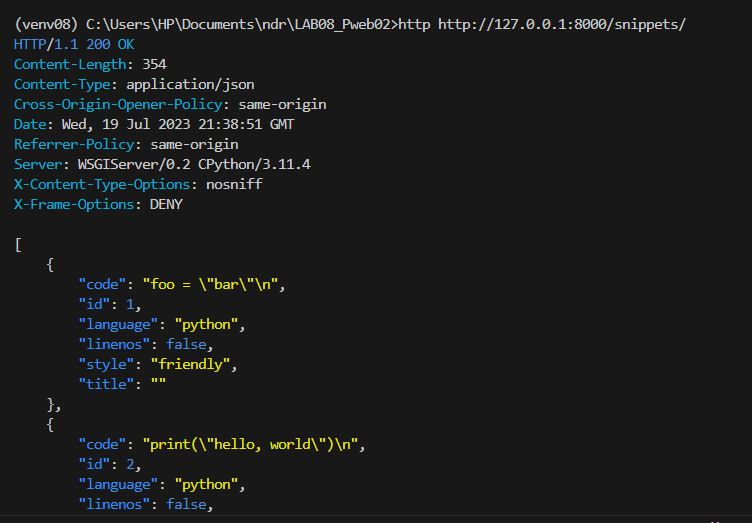 (venv08) C:\Users\HP\Documents\ndr\LAB08_Pweb02>http http://127.0.0.1:8000/snippets/
HTTP/1.1 200 OK
Content-Length: 354
Content-Type: application/json
Cross-Origin-Opener-Policy: same-origin
Date: Wed, 19 Jul 2023 21:38:51 GMT
Referrer-Policy: same-origin
Server: WSGIServer/0.2 CPython/3.11.4
X-Content-Type-Options: nosniff
X-Frame-Options: DENY

[
    {
        "code": "foo = \"bar\"\n",
        "id": 1,
        "language": "python",
        "linenos": false,
        "style": "friendly",
        "title": ""
    },
    {
        "code": "print(\"hello, world\")\n",
        "id": 2,
        "language": "python",
        "linenos": false,